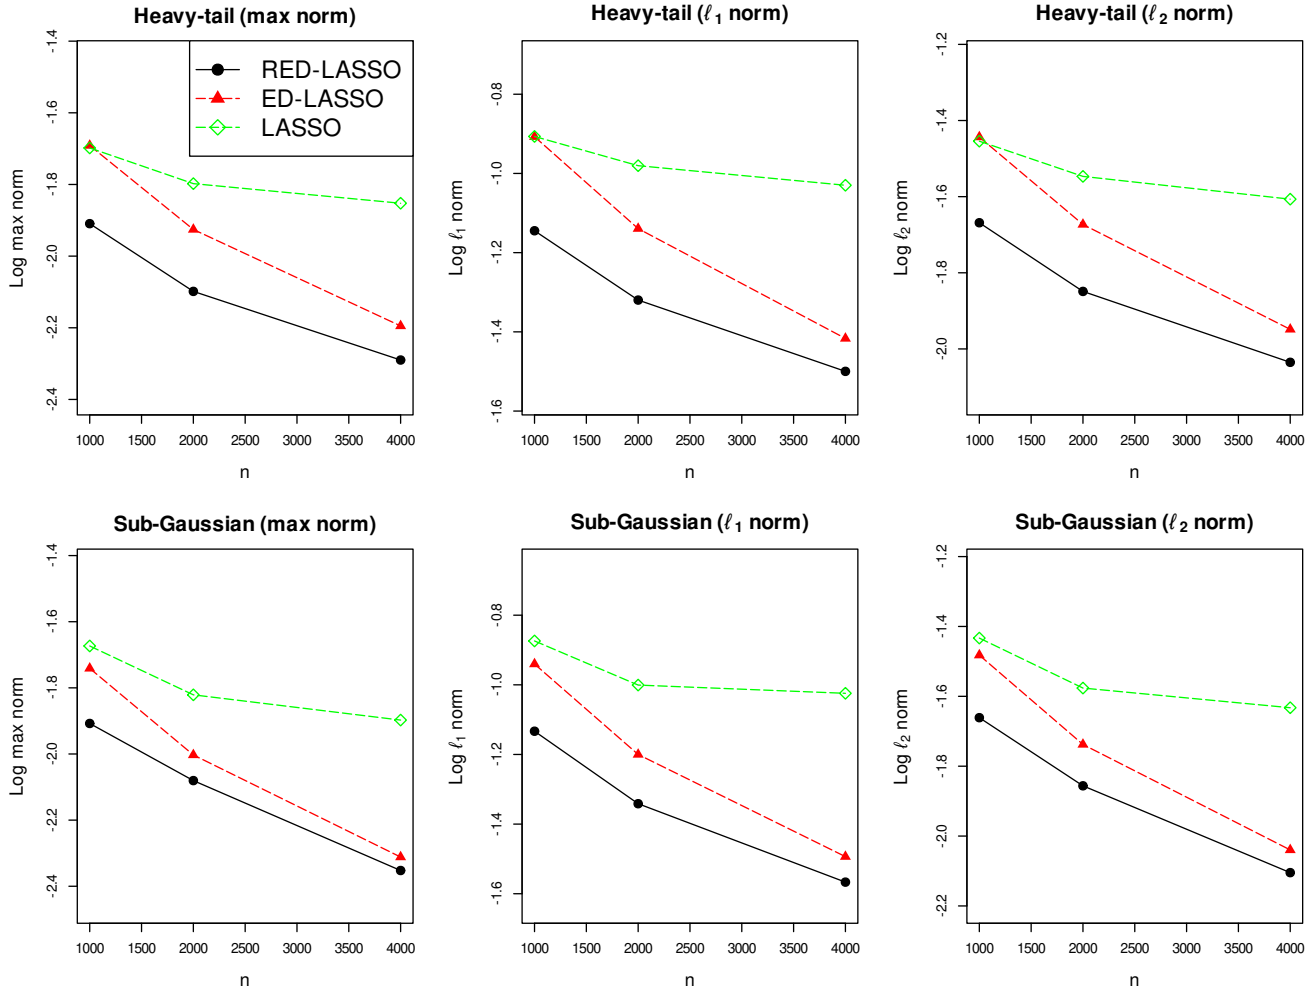 Heavy-tail (max norm)
Log max norm
-1.4
-1.6
-1.8
-2.0
-2.2
-2.4
RED-LASSO
ED-LASSO
LASSO
1000 1500 2000 2500 3000 3500 4000
n
Heavy-tail (ℓ₁ norm)
Log ℓ₁ norm
-0.8
-1.0
-1.2
-1.4
-1.6
1000 1500 2000 2500 3000 3500 4000
n
Heavy-tail (ℓ₂ norm)
Log ℓ₂ norm
-1.2
-1.4
-1.6
-1.8
-2.0
1000 1500 2000 2500 3000 3500 4000
n
Sub-Gaussian (max norm)
Log max norm
-1.4
-1.6
-1.8
-2.0
-2.2
-2.4
1000 1500 2000 2500 3000 3500 4000
n
Sub-Gaussian (ℓ₁ norm)
Log ℓ₁ norm
-0.8
-1.0
-1.2
-1.4
-1.6
1000 1500 2000 2500 3000 3500 4000
n
Sub-Gaussian (ℓ₂ norm)
Log ℓ₂ norm
-1.2
-1.4
-1.6
-1.8
-2.0
-2.2
1000 1500 2000 2500 3000 3500 4000
n